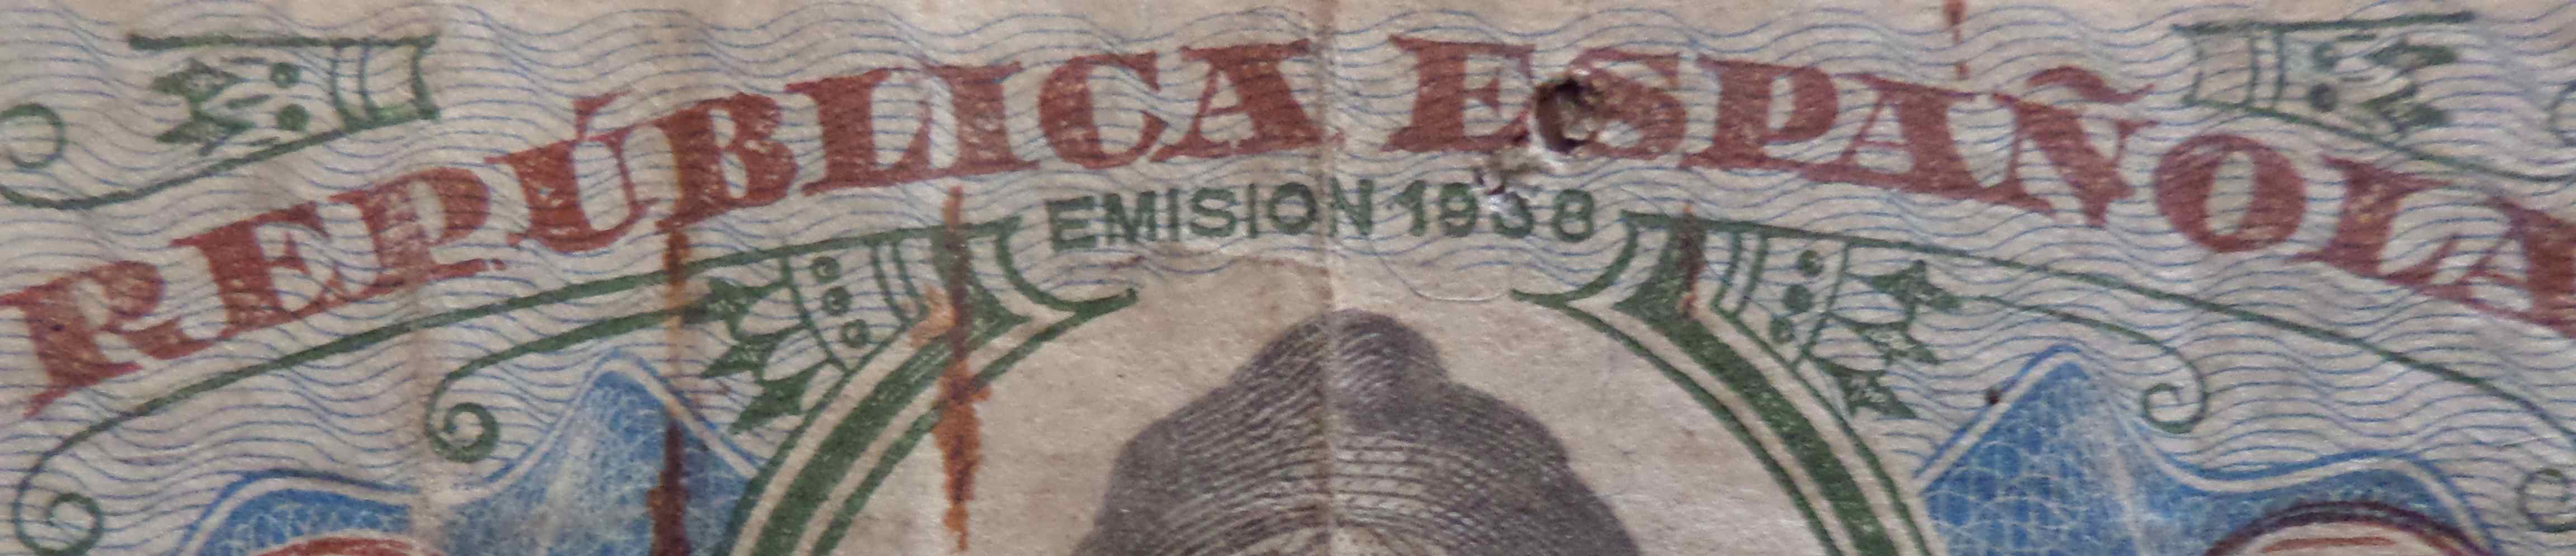 REPÚBLICA ESPAÑOLA
EMISION 1938